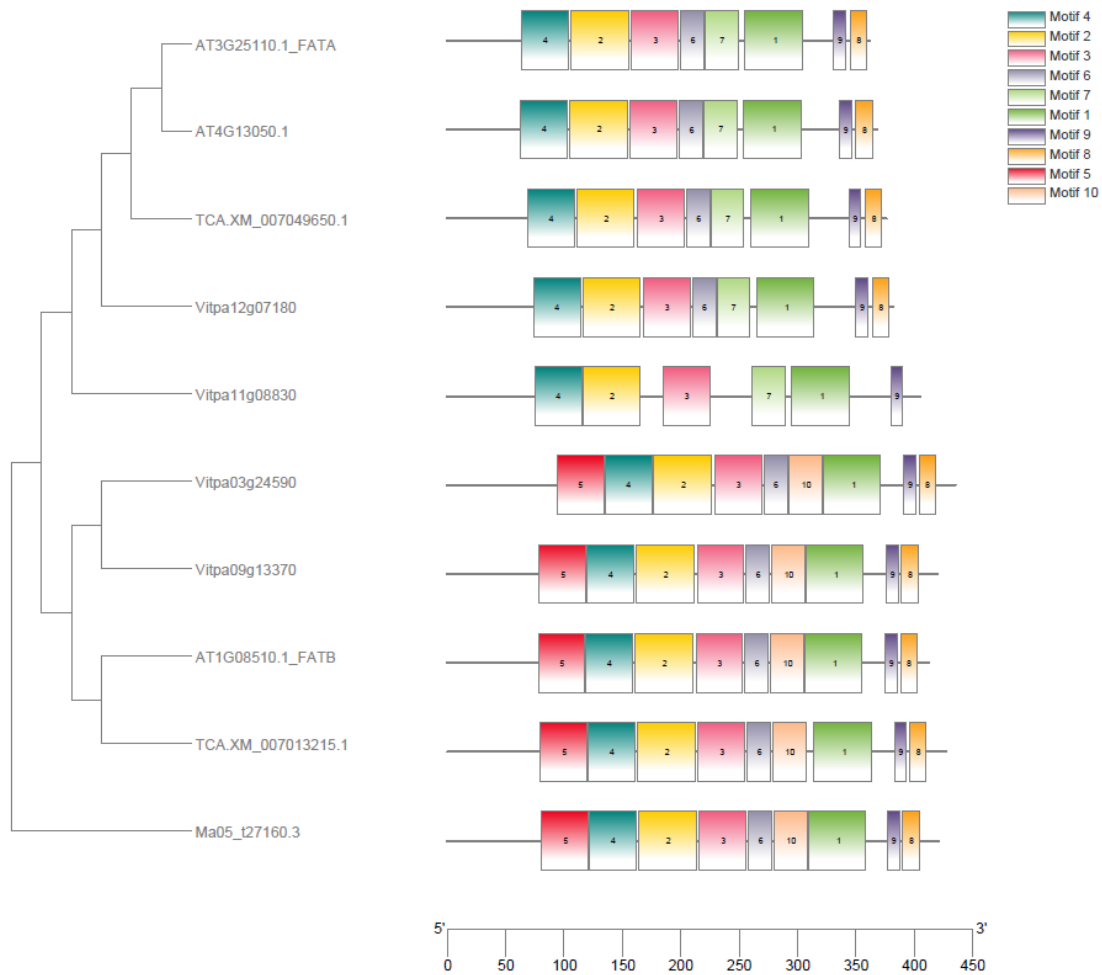 AT3G25110.1_FATA
4 2 3 6 7 1 9 8
AT4G13050.1
4 2 3 6 7 1 9 8
TCA.XM_007049650.1
4 2 3 6 7 1 9 8
Vitpa12g07180
4 2 3 6 7 1 9 8
Vitpa11g08830
4 2 3 7 1 9
Vitpa03g24590
5 4 2 3 6 10 1 9 8
Vitpa09g13370
5 4 2 3 6 10 1 9 8
AT1G08510.1_FATB
5 4 2 3 6 10 1 9 8
TCA.XM_007013215.1
5 4 2 3 6 10 1 9 8
Ma05_t27160.3
5 4 2 3 6 10 1 9 8
Motif 4
Motif 2
Motif 3
Motif 6
Motif 7
Motif 1
Motif 9
Motif 8
Motif 5
Motif 10
5' 3'
0 50 100 150 200 250 300 350 400 450